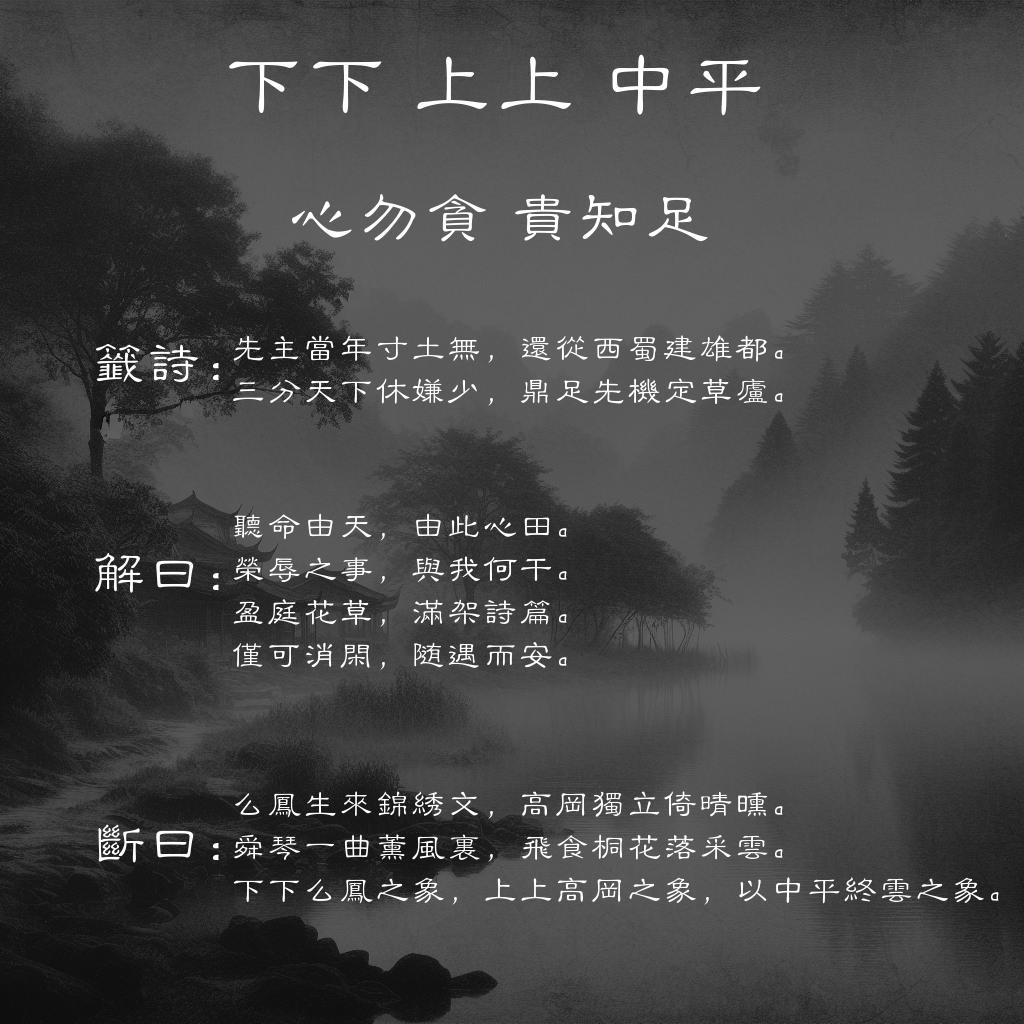 下下 上上 中平
心勿貪 貴知足
籤詩：
先主當年寸土無，還從西蜀建雄都。
三分天下休嫌少，鼎足先機定草廬。
解曰：
聽命由天，由此心田。
榮辱之事，與我何干。
盈庭花草，滿架詩篇。
僅可消閑，随遇而安。
斷曰：
么鳳生來錦綉文，高岡獨立倚晴曛。
舜琴一曲薰風裏，飛食桐花落采雲。
下下么鳳之象，上上高岡之象，以中平終雲之象。